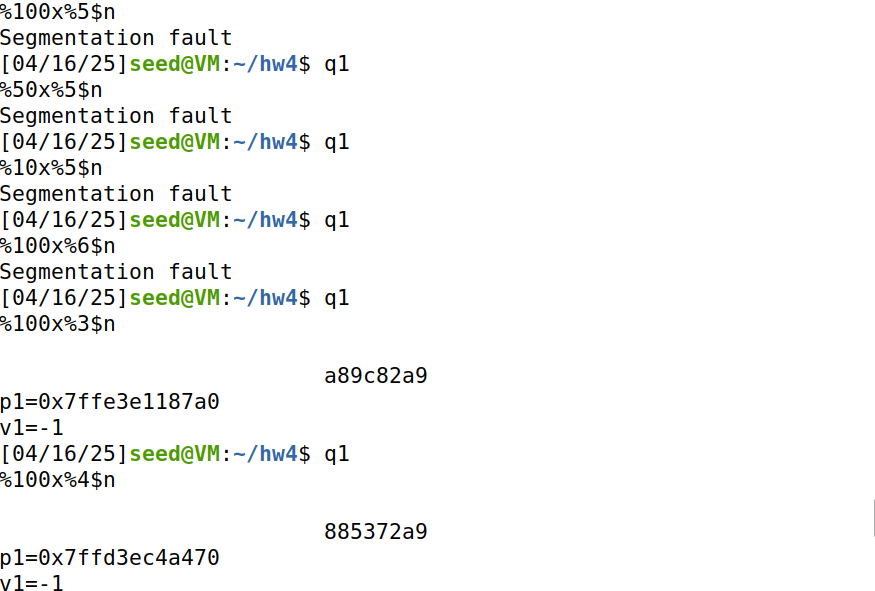 %100x%5$n
Segmentation fault
[04/16/25]seed@VM:~/hw4$ q1
%50x%5$n
Segmentation fault
[04/16/25]seed@VM:~/hw4$ q1
%10x%5$n
Segmentation fault
[04/16/25]seed@VM:~/hw4$ q1
%100x%6$n
Segmentation fault
[04/16/25]seed@VM:~/hw4$ q1
%100x%3$n
a89c82a9
p1=0x7ffe3e1187a0
v1=-1
[04/16/25]seed@VM:~/hw4$ q1
%100x%4$n
885372a9
p1=0x7ffd3ec4a470
v1=-1